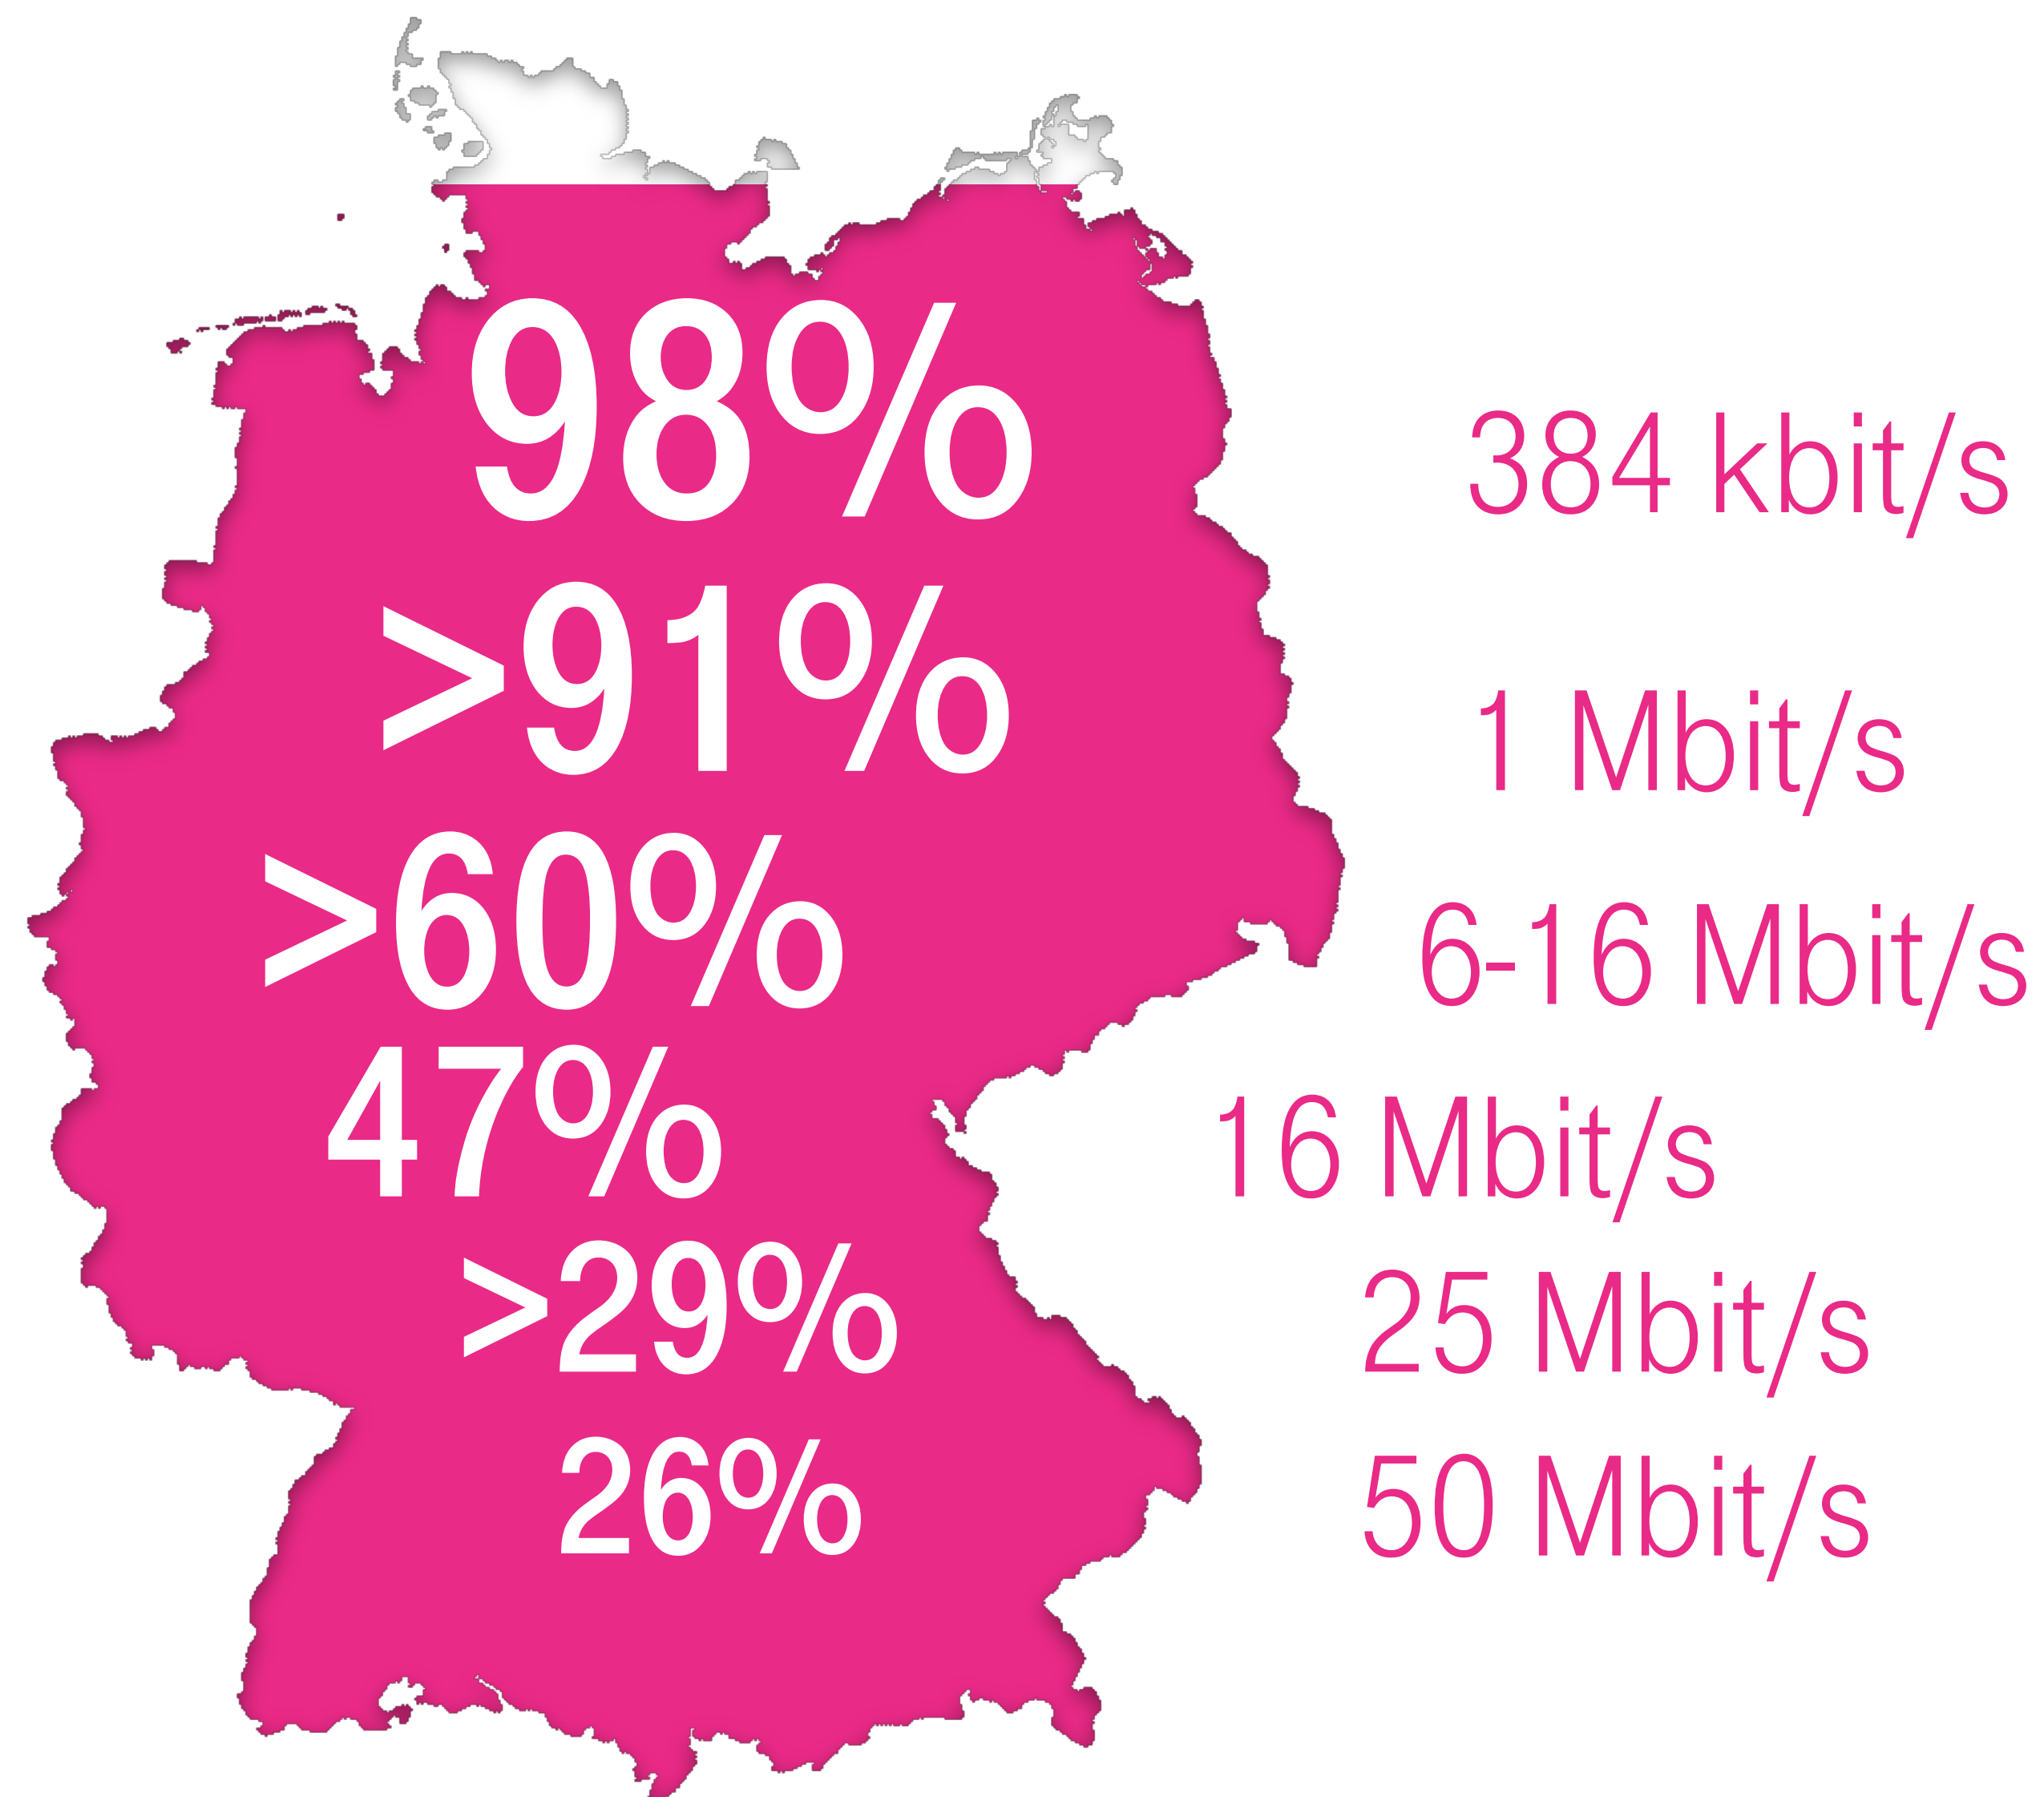 98% 384 kbit/s
>91% 1 Mbit/s
>60% 6-16 Mbit/s
47% 16 Mbit/s
>29% 25 Mbit/s
26% 50 Mbit/s